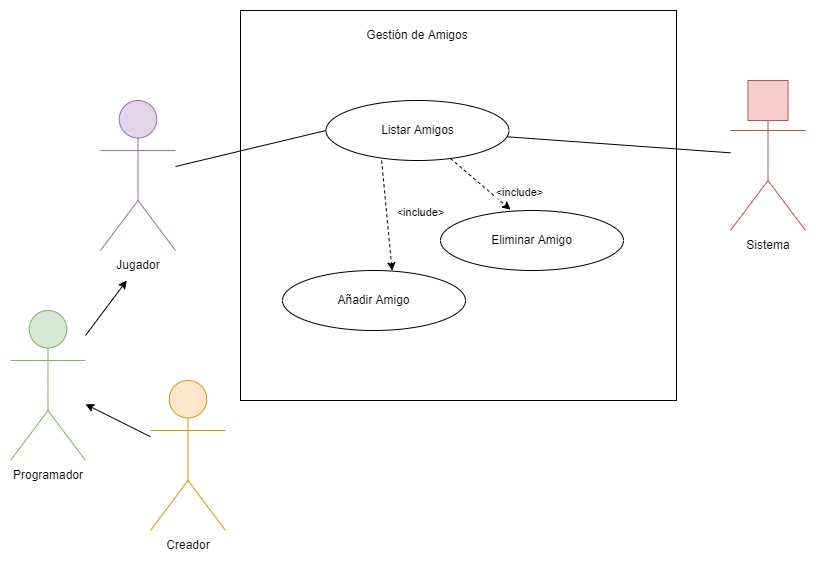 Gestión de Amigos
Listar Amigos
<include>
<include>
Eliminar Amigo
Añadir Amigo
Jugador
Sistema
Programador
Creador